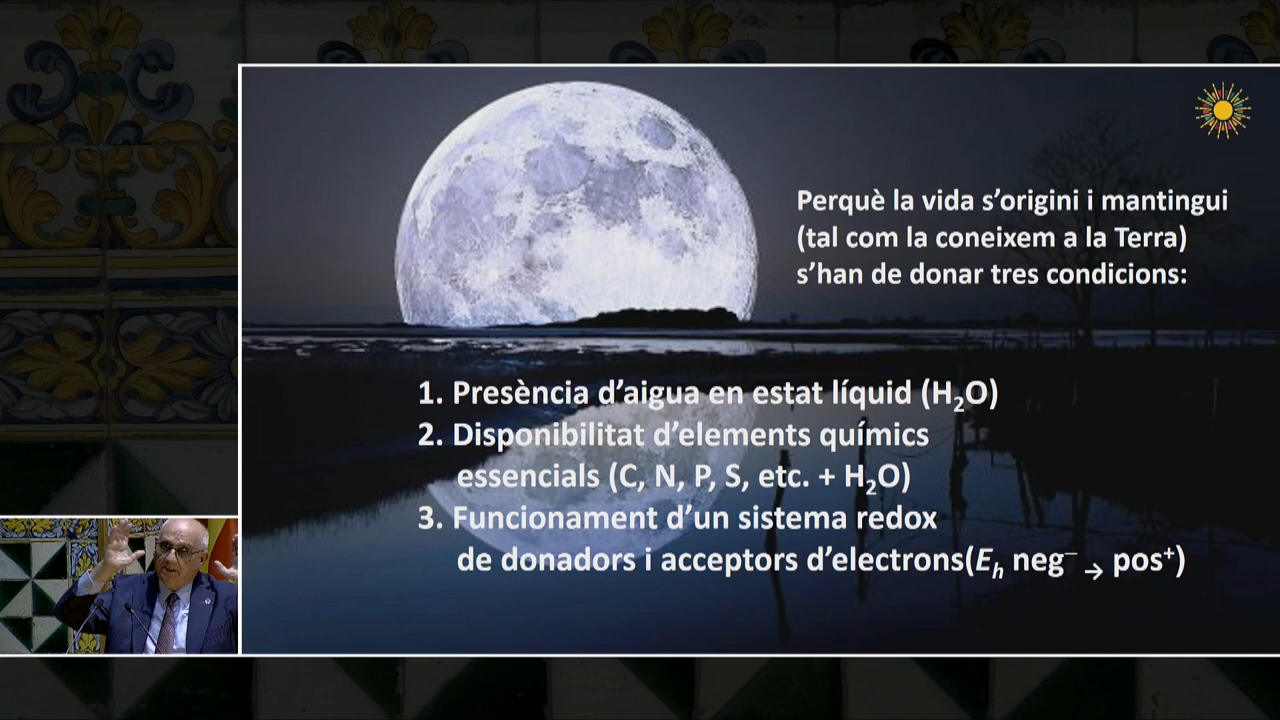 Perquè la vida s’origini i mantingui
(tal com la coneixem a la Terra)
s’han de donar tres condicions:
1. Presència d’aigua en estat líquid (H₂O)
2. Disponibilitat d’elements químics
essencials (C, N, P, S, etc. + H₂O)
3. Funcionament d’un sistema redox
de donadors i acceptors d’electrons(Eₕ neg⁻ → pos⁺)